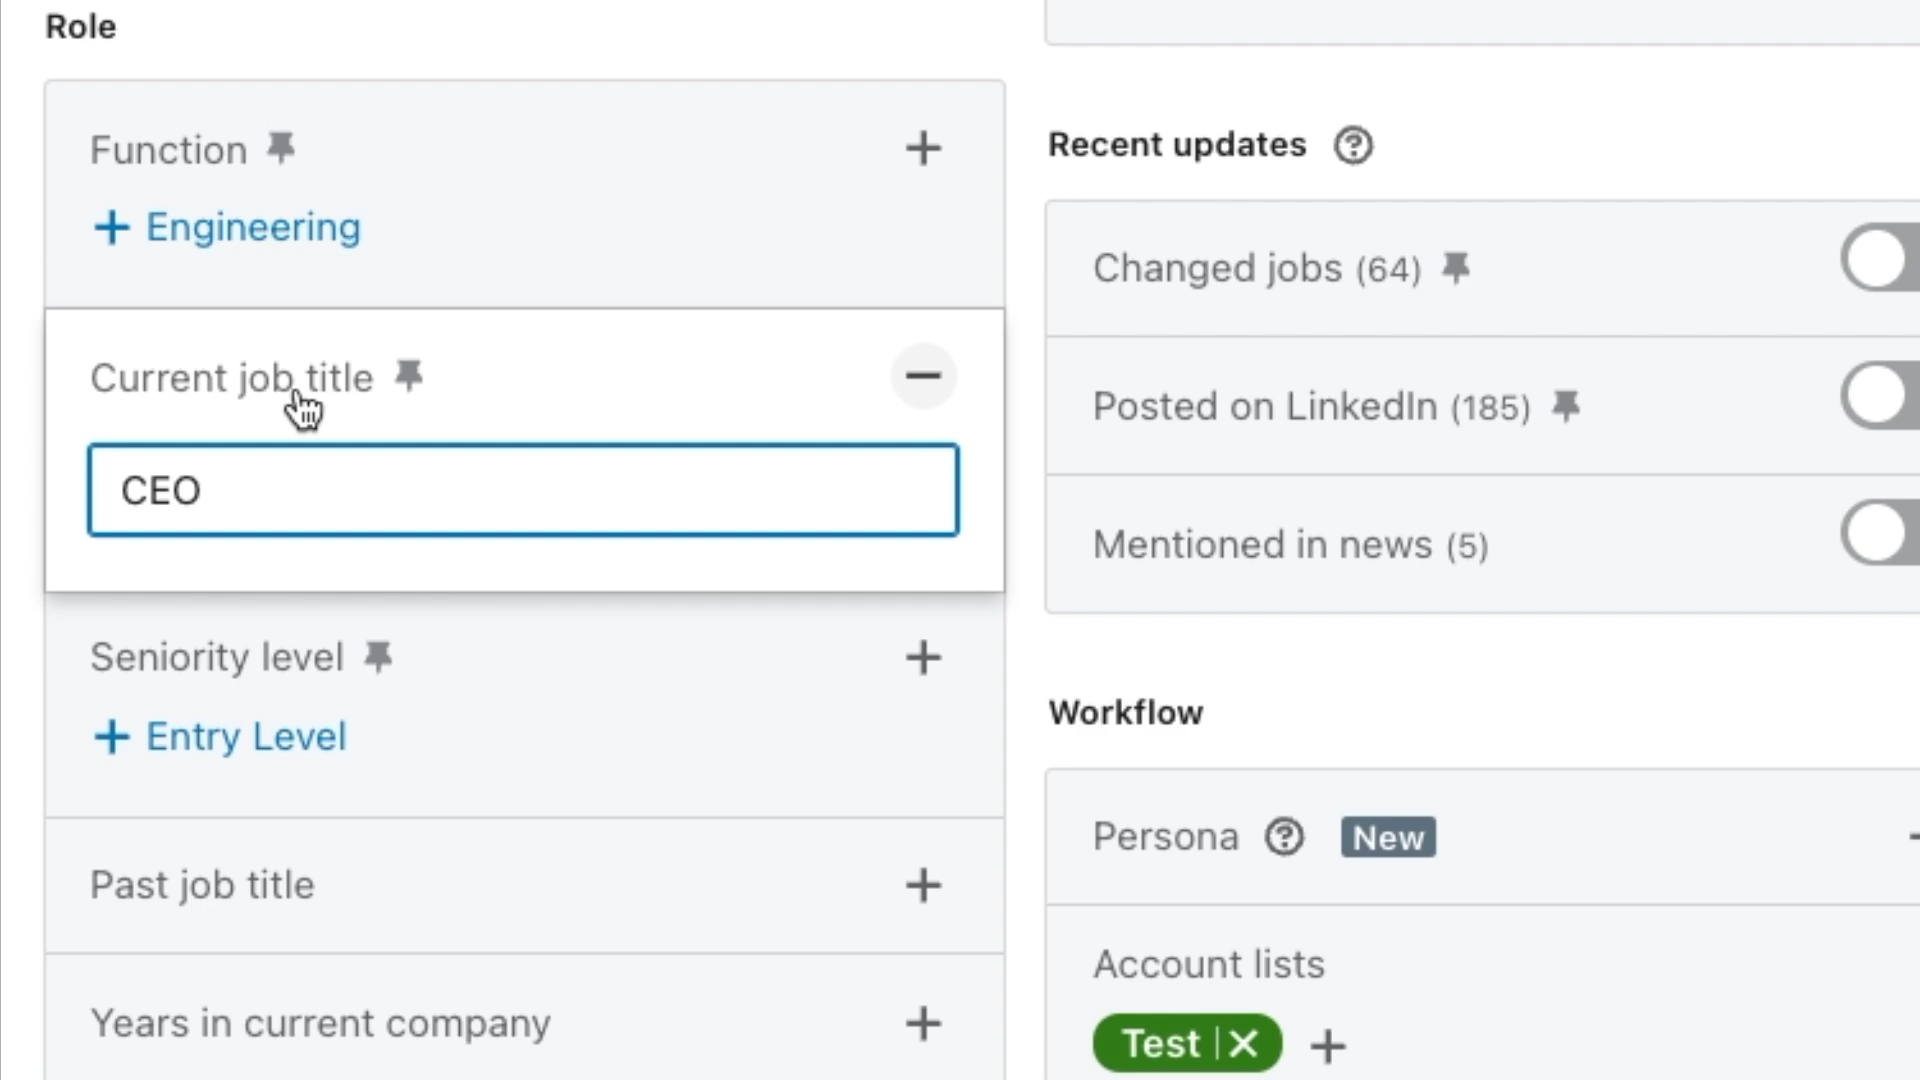 Role
Function
+ Engineering
Current job title
CEO
Seniority level
+ Entry Level
Past job title
Years in current company
Recent updates
Changed jobs (64)
Posted on LinkedIn (185)
Mentioned in news (5)
Workflow
Persona New
Account lists
Test